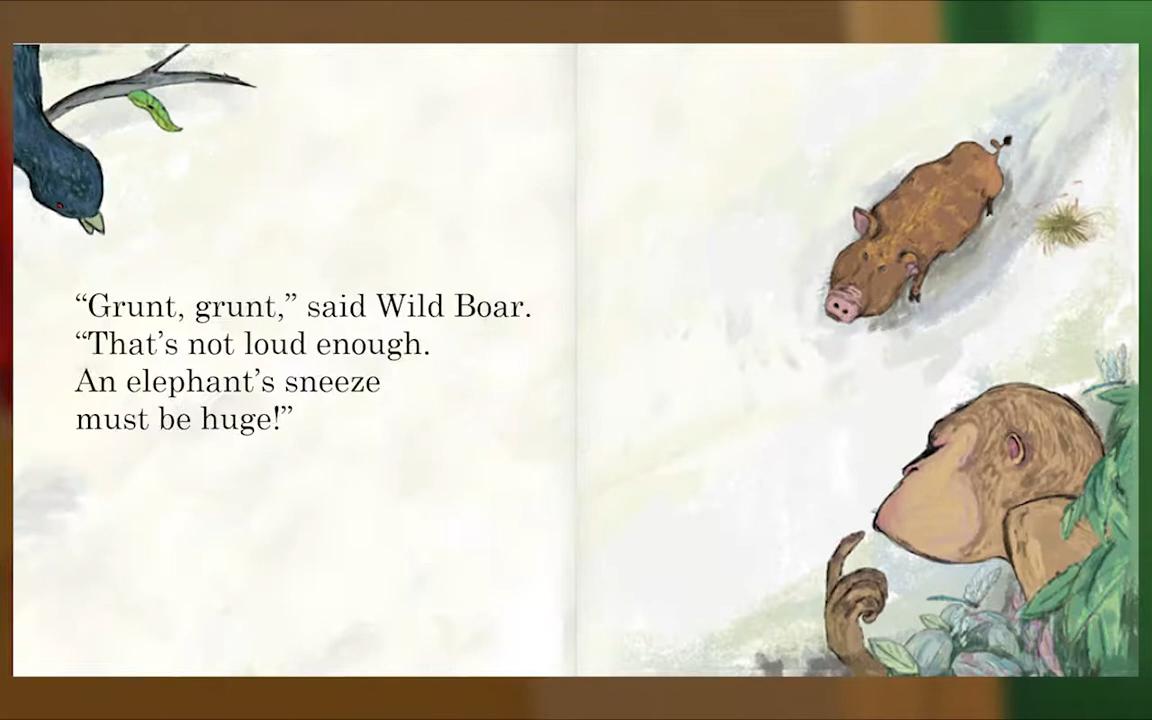 “Grunt, grunt,” said Wild Boar.
“That’s not loud enough.
An elephant’s sneeze
must be huge!”